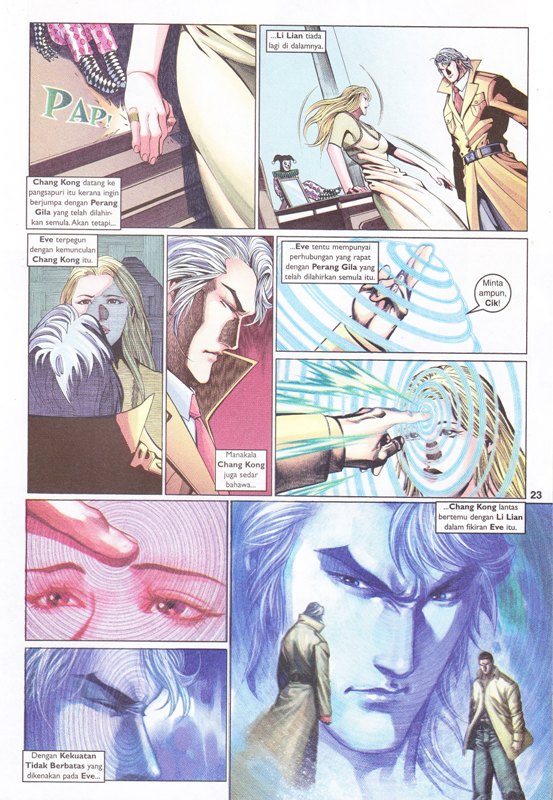 PAP!
Chang Kong datang ke
pangsapuri itu kerana ingin
berjumpa dengan Perang
Gila yang telah dilahir-
kan semula. Akan tetapi...
...Li Lian tiada
lagi di dalamnya.
Eve terpegun
dengan kemunculan
Chang Kong itu.
Manakala
Chang Kong
juga sedar
bahawa...
...Eve tentu mempunyai
perhubungan yang rapat
dengan Perang Gila yang
telah dilahirkan semula itu.
Minta
ampun,
Cik!
23
Dengan Kekuatan
Tidak Berbatas yang
dikenakan pada Eve...
...Chang Kong lantas
bertemu dengan Li Lian
dalam fikiran Eve itu.